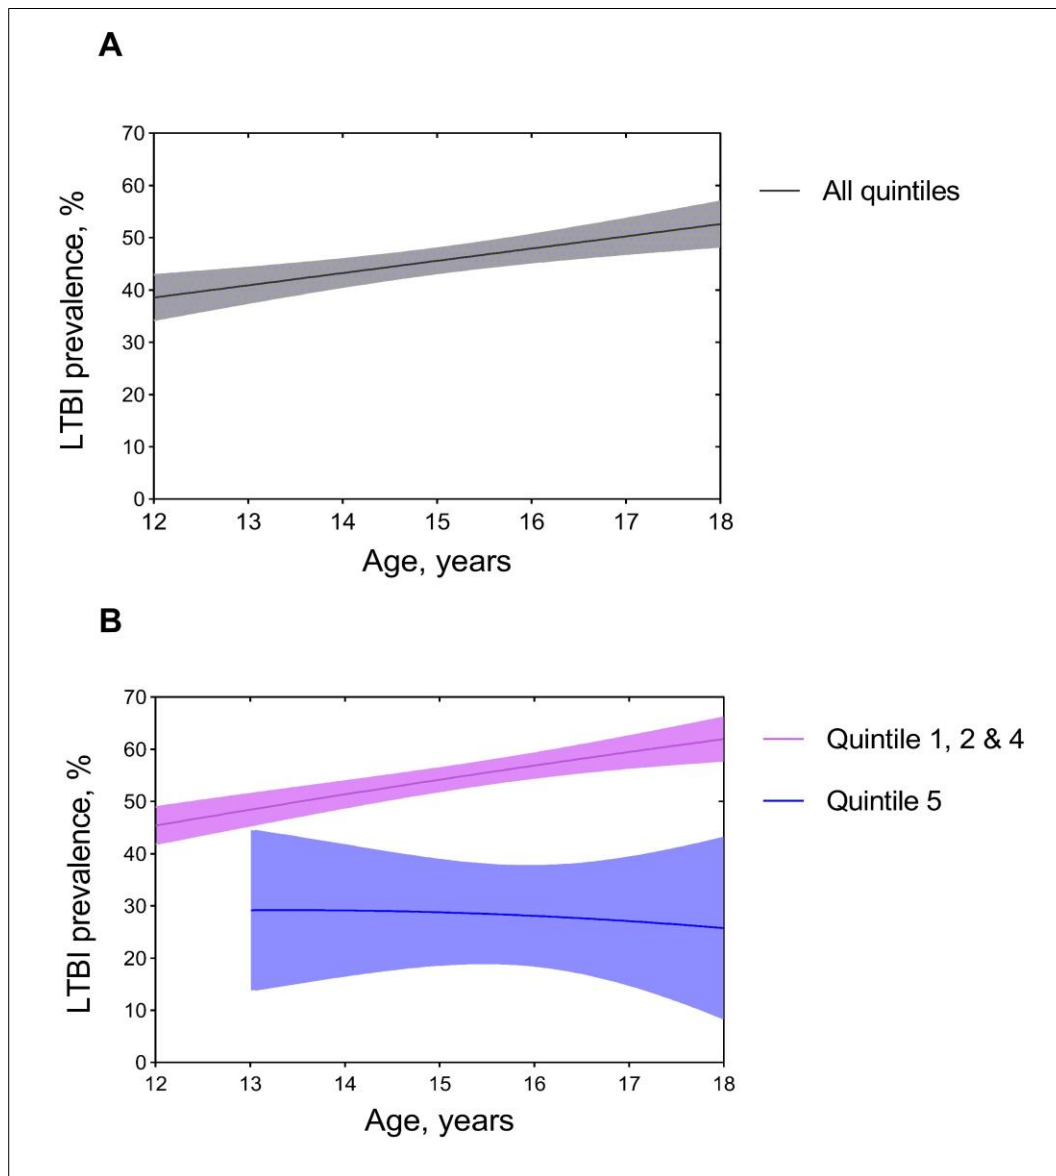 A
70
60
50
40
30
20
10
0
LTBI prevalence, %
12 13 14 15 16 17 18
Age, years
All quintiles
B
70
60
50
40
30
20
10
0
LTBI prevalence, %
12 13 14 15 16 17 18
Age, years
Quintile 1, 2 & 4
Quintile 5